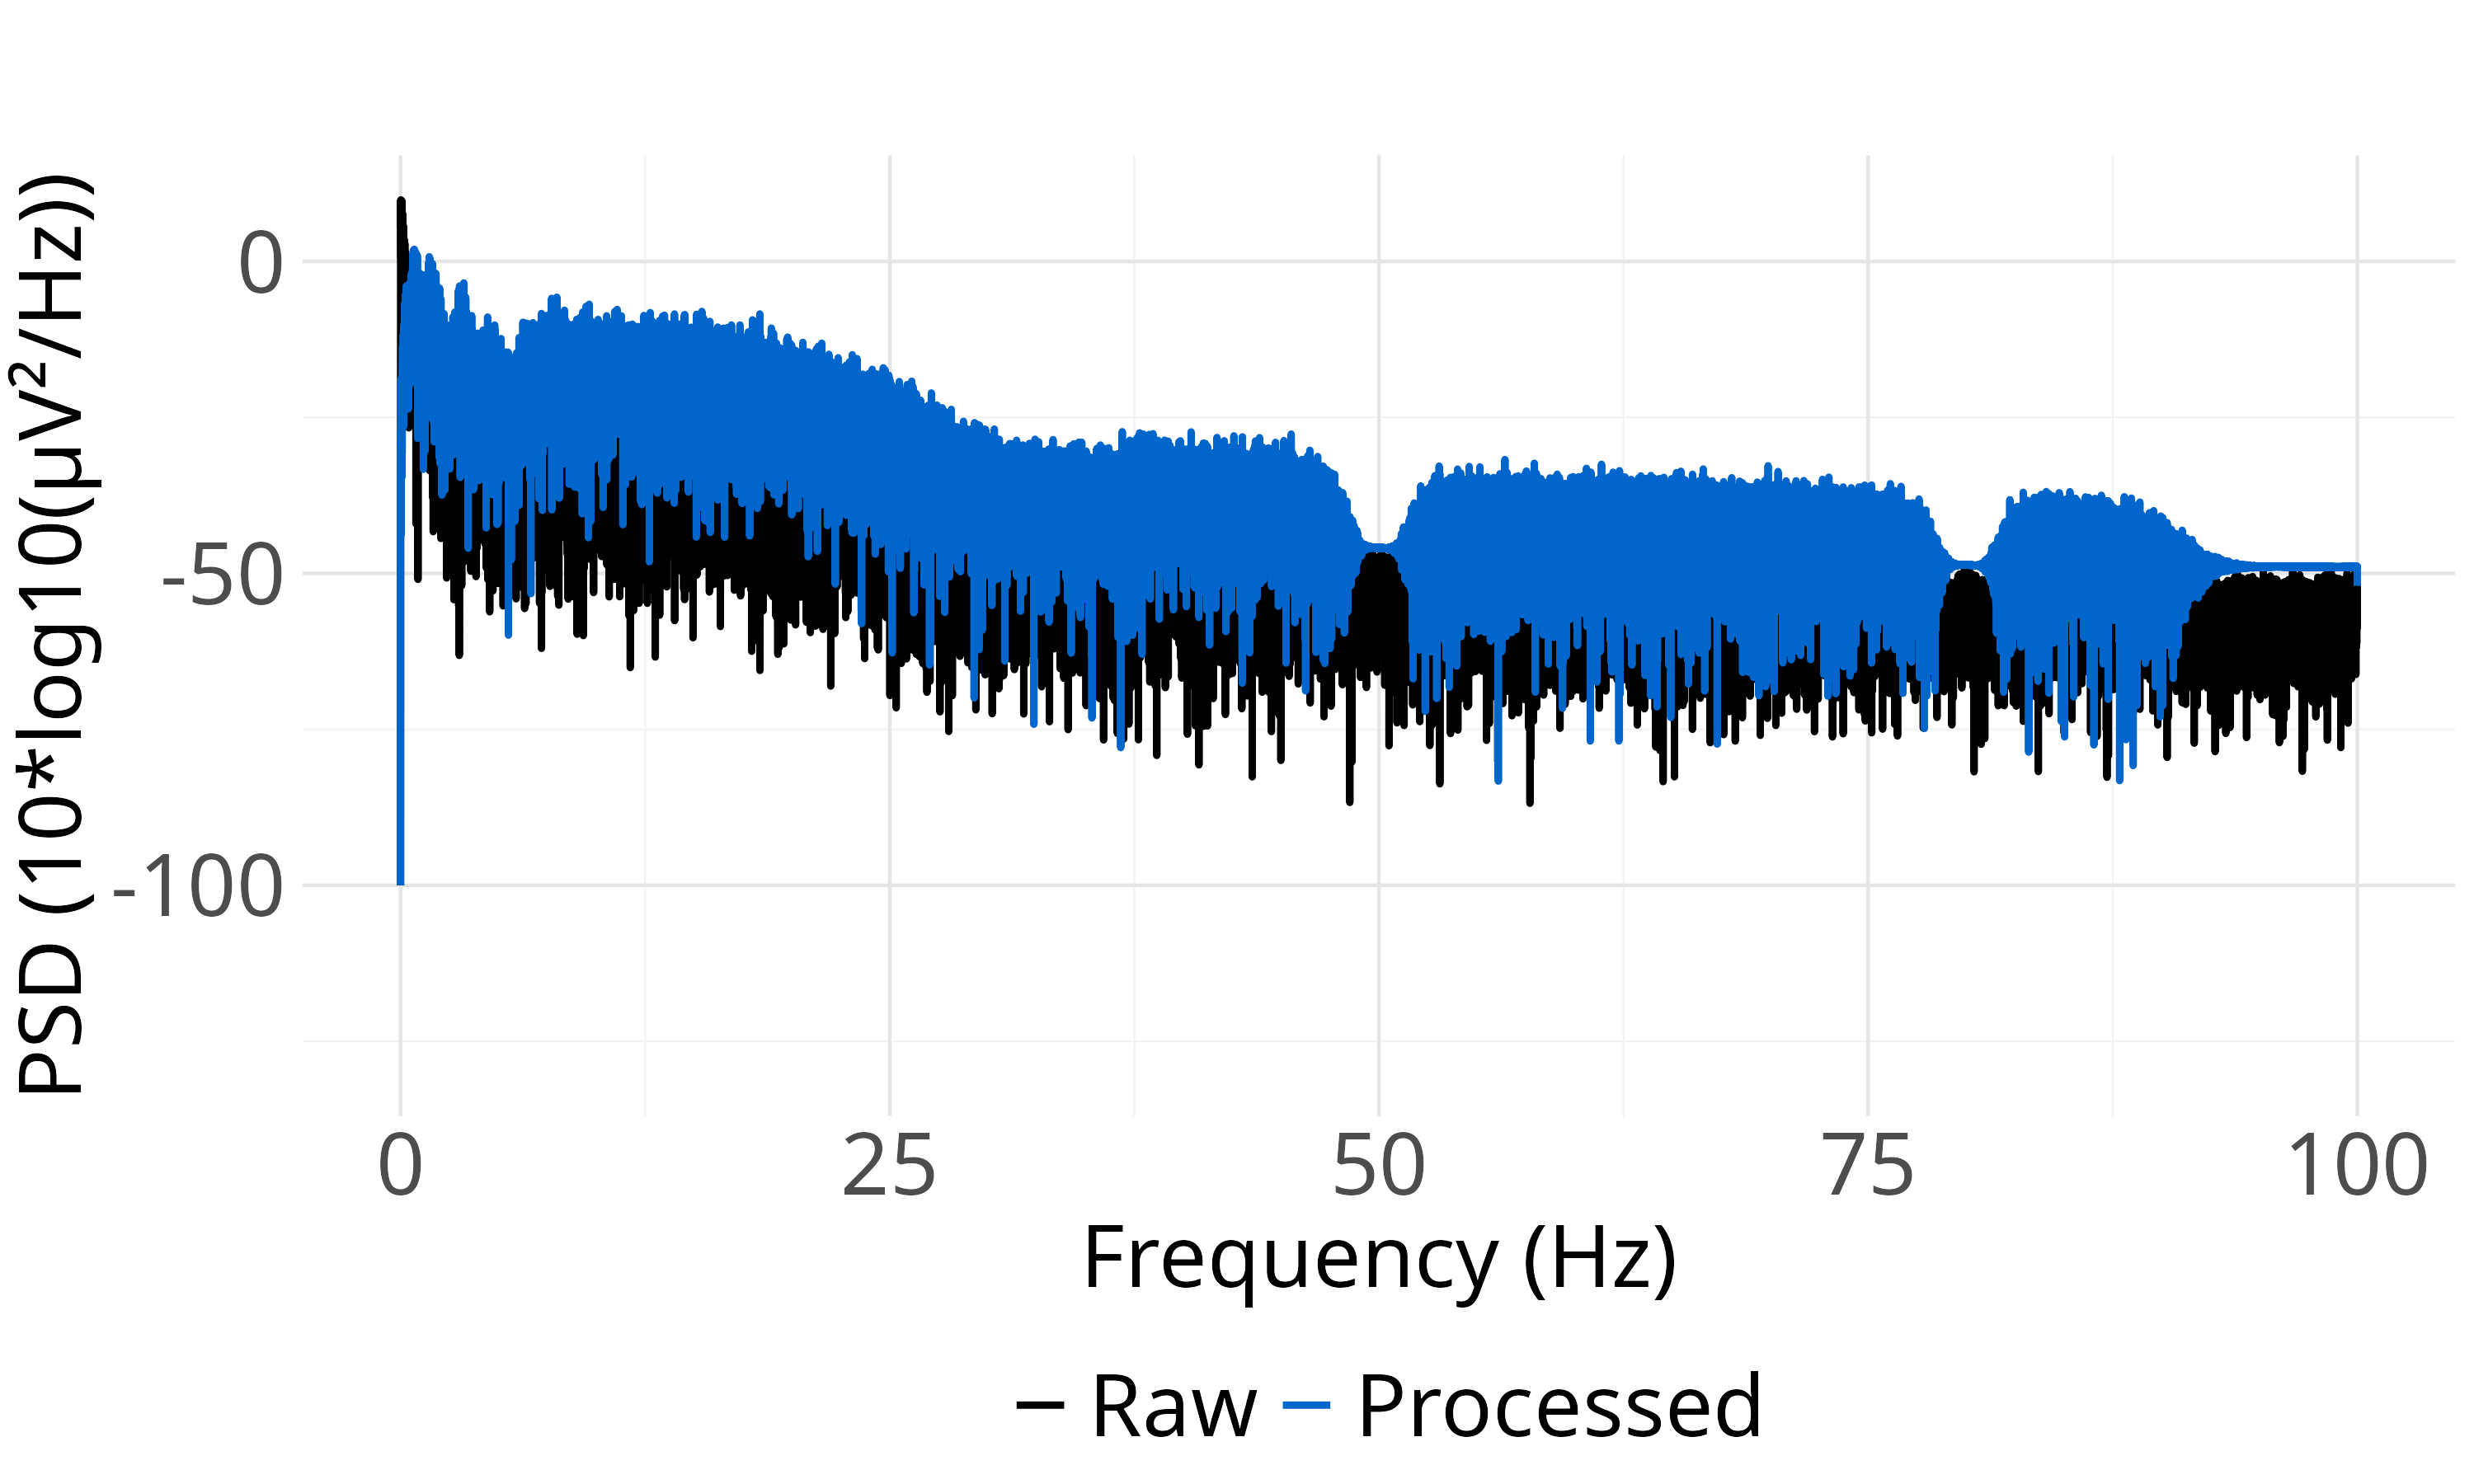 PSD (10*log10(μV²/Hz))
0
-50
-100
0 25 50 75 100
Frequency (Hz)
Raw Processed